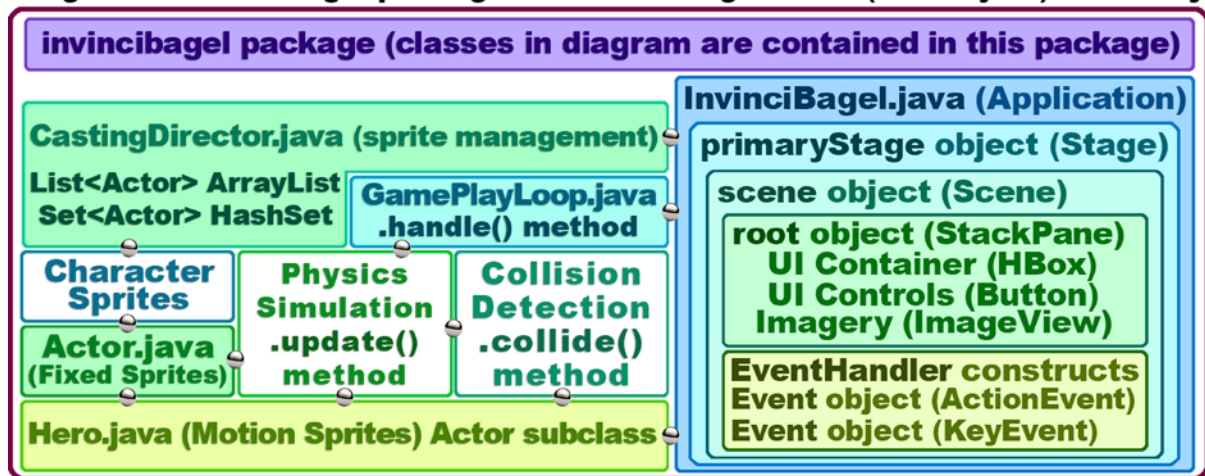 invincibagel package (classes in diagram are contained in this package)
CastingDirector.java (sprite management)
List<Actor> ArrayList
Set<Actor> HashSet
GamePlayLoop.java
.handle() method
Character
Sprites
Physics
Simulation
.update()
method
Collision
Detection
.collide()
method
Actor.java
(Fixed Sprites)
Hero.java (Motion Sprites) Actor subclass
InvinciBagel.java (Application)
primaryStage object (Stage)
scene object (Scene)
root object (StackPane)
UI Container (HBox)
UI Controls (Button)
Imagery (ImageView)
EventHandler constructs
Event object (ActionEvent)
Event object (KeyEvent)